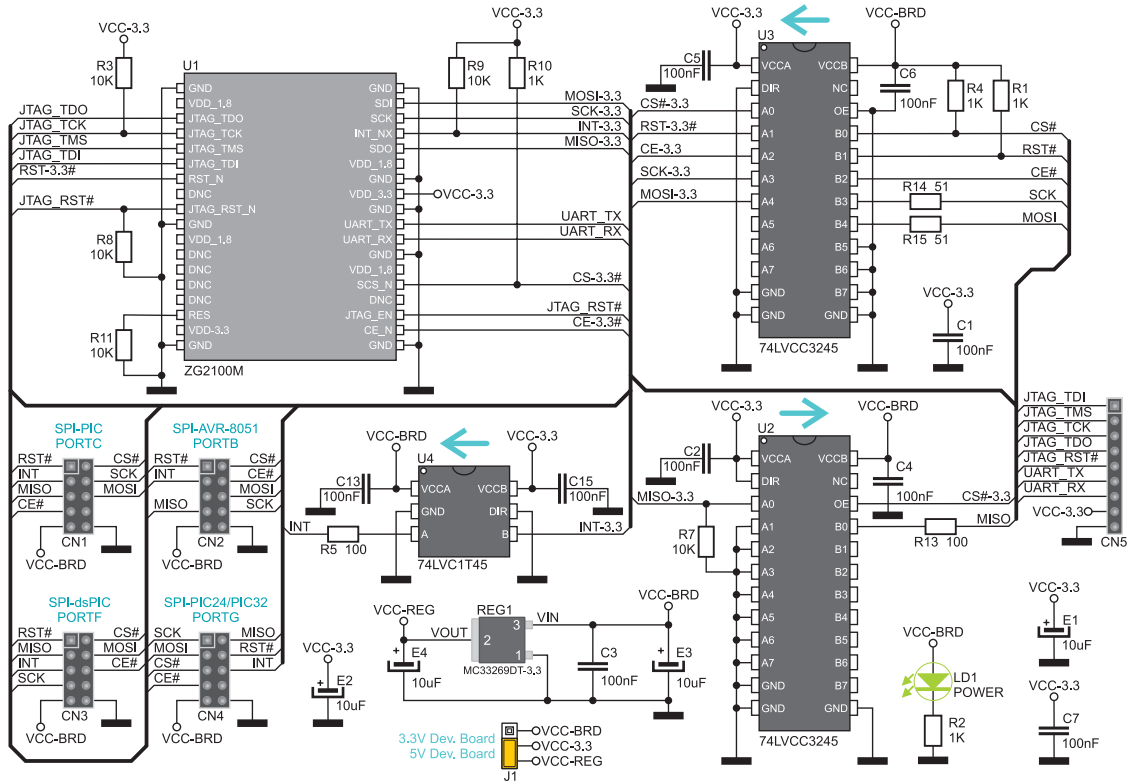 VCC-3.3
R3
10K
U1
GND
VDD_1,8
JTAG_TDO
JTAG_TCK
JTAG_TMS
JTAG_TDI
RST_N
DNC
JTAG_RST_N
GND
VDD_1,8
DNC
DNC
DNC
DNC
RES
VDD-3.3
GND
GND
SDI
SCK
INT_NX
SDO
VDD_1.8
GND
VDD_3.3
GND
UART_TX
UART_RX
GND
VDD_1.8
SCS_N
DNC
JTAG_EN
CE_N
GND
ZG2100M
JTAG_TDO
JTAG_TCK
JTAG_TMS
JTAG_TDI
RST-3.3#
JTAG_RST#
R8
10K
R11
10K
VCC-3.3
R9
10K
R10
1K
MOSI-3.3
SCK-3.3
INT-3.3
MISO-3.3
VCC-3.3
UART_TX
UART_RX
CS-3.3#
JTAG_RST#
CE-3.3#
VCC-3.3
VCC-BRD
U3
C5
100nF
VCCA
DIR
A0
A1
A2
A3
A4
A5
A6
A7
GND
GND
VCCB
NC
OE
B0
B1
B2
B3
B4
B5
B6
B7
GND
74LVCC3245
CS#-3.3
RST-3.3#
CE-3.3
SCK-3.3
MOSI-3.3
C6
100nF
R4
1K
R1
1K
CS#
RST#
CE#
R14 51
SCK
MOSI
R15 51
VCC-3.3
C1
100nF
SPI-PIC
PORTC
RST#
INT
MISO
CE#
CS#
SCK
MOSI
VCC-BRD
CN1
SPI-AVR-8051
PORTB
RST#
INT
MISO
CS#
CE#
MOSI
SCK
VCC-BRD
CN2
SPI-dsPIC
PORTF
RST#
MISO
INT
SCK
CS#
MOSI
CE#
VCC-BRD
CN3
SPI-PIC24/PIC32
PORTG
SCK
MOSI
CS#
CE#
MISO
RST#
INT
VCC-BRD
CN4
VCC-BRD
VCC-3.3
U4
C13
100nF
C15
100nF
VCCA
GND
A
VCCB
DIR
B
74LVC1T45
INT
R5 100
INT-3.3
VCC-3.3
E2
10uF
VCC-REG
E4
10uF
VOUT
REG1
VIN
2
3
1
MC33269DT-3.3
C3
100nF
VCC-BRD
E3
10uF
3.3V Dev. Board
5V Dev. Board
VCC-BRD
VCC-3.3
VCC-REG
J1
VCC-3.3
VCC-BRD
U2
C2
100nF
VCCA
DIR
A0
A1
A2
A3
A4
A5
A6
A7
GND
GND
VCCB
NC
OE
B0
B1
B2
B3
B4
B5
B6
B7
GND
74LVCC3245
MISO-3.3
R7
10K
C4
100nF
CS#-3.3
MISO
R13 100
JTAG_TDI
JTAG_TMS
JTAG_TCK
JTAG_TDO
JTAG_RST#
UART_TX
UART_RX
VCC-3.3
CN5
VCC-BRD
LD1
POWER
R2
1K
VCC-3.3
E1
10uF
VCC-3.3
C7
100nF